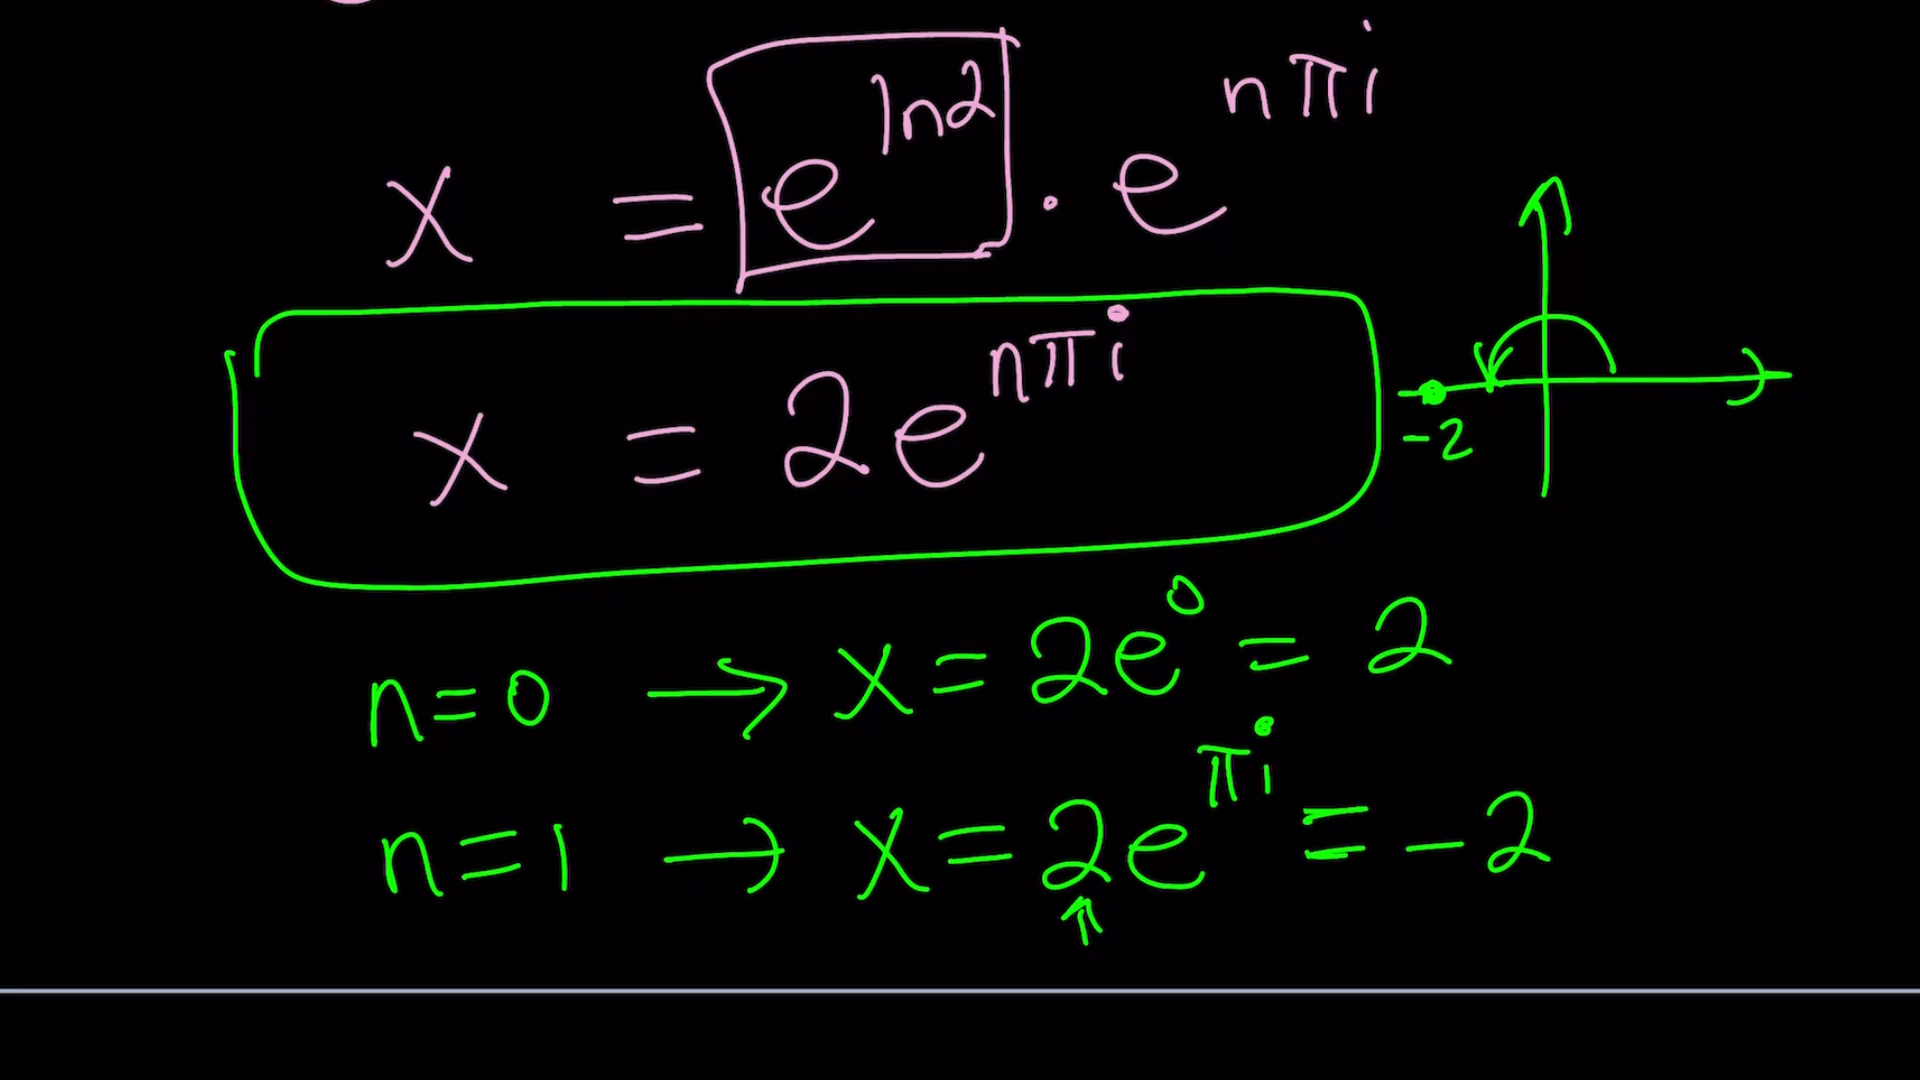 x = e^{ln2} · e^{nπi}
x = 2e^{nπi}
-2
n=0 → x = 2e^0 = 2
n=1 → x = 2e^{πi} = -2